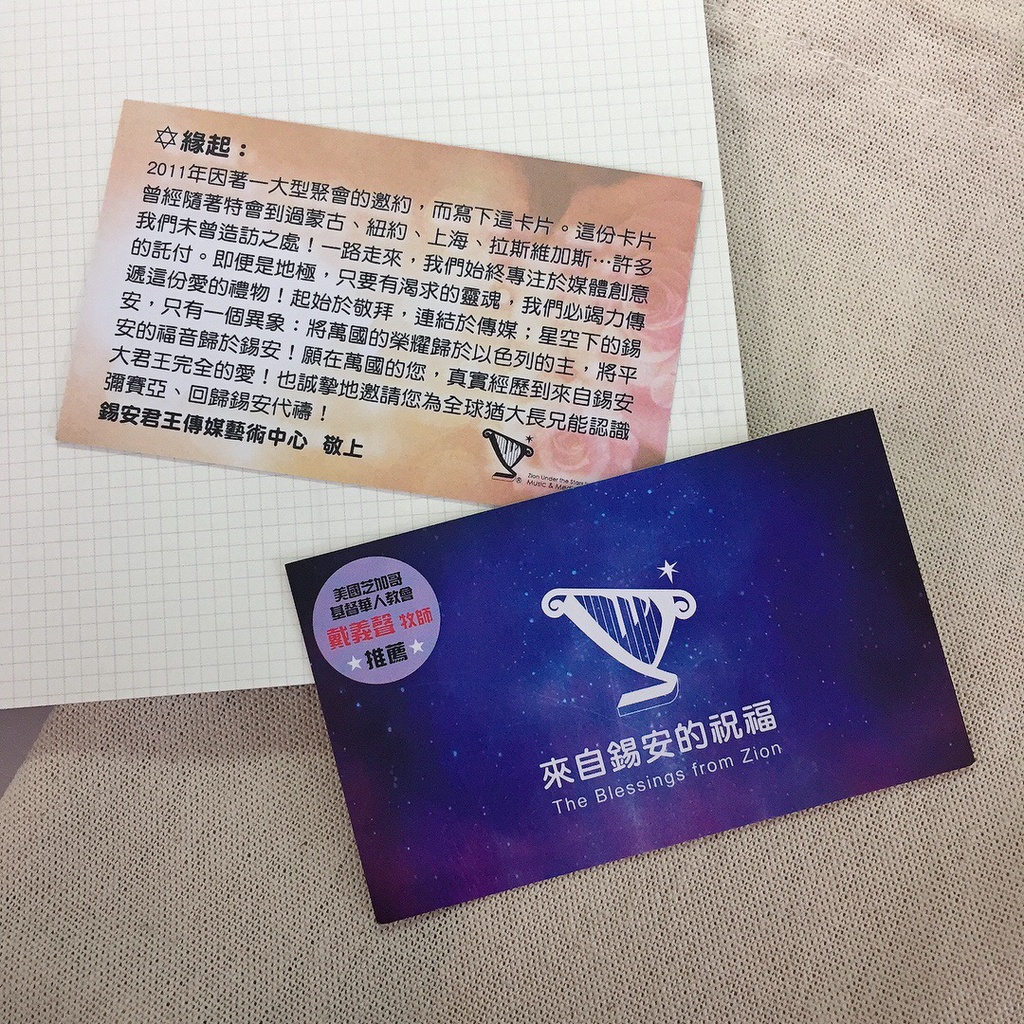 ✡緣起：
2011年因著一大型聚會的邀約，而寫下這卡片。這份卡片
曾經隨著特會到過蒙古、紐約、上海、拉斯維加斯…許多
我們未曾造訪之處！一路走來，我們始終專注於媒體創意
的託付。即便是地極，只要有渴求的靈魂，我們必竭力傳
遞這份愛的禮物！起始於敬拜，連結於傳媒；星空下的錫
安，只有一個異象：將萬國的榮耀歸於以色列的主，將平
安的福音歸於錫安！願在萬國的您，真實經歷到來自錫安
大君王完全的愛！也誠摯地邀請您為全球猶大長兄能認識
彌賽亞、回歸錫安代禱！
錫安君王傳媒藝術中心 敬上
Zion Under the Stars
Music & Med
美國芝加哥
基督華人教會
戴義聲 牧師
推薦
來自錫安的祝福
The Blessings from Zion